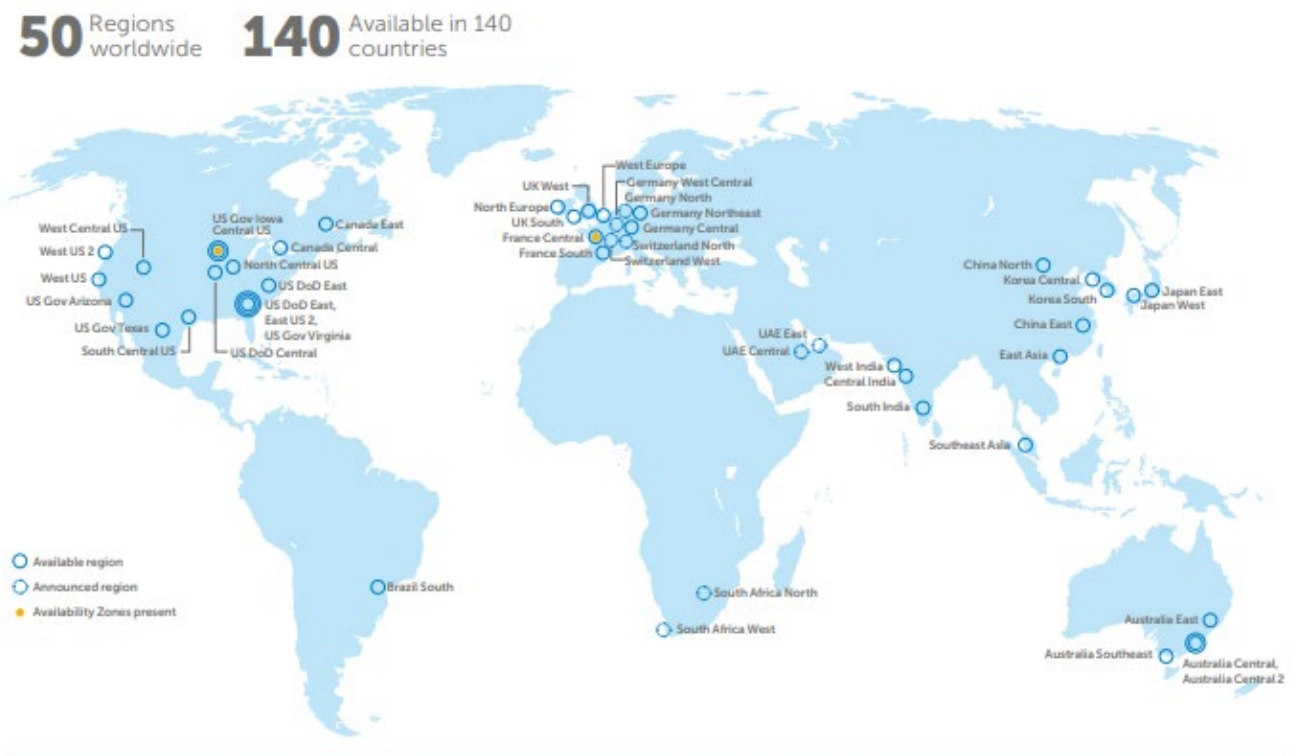 50 Regions worldwide
140 Available in 140 countries
West Europe
UK West
Germany West Central
Germany North
North Europe
Germany Northeast
UK South
Germany Central
France Central
Switzerland North
France South
Switzerland West
US Gov Iowa
Central US
Canada East
West Central US
West US 2
Canada Central
North Central US
West US
US DoD East
US Gov Arizona
US DoD East,
East US 2,
US Gov Virginia
US Gov Texas
South Central US
US DoD Central
China North
Korea Central
Korea South
Japan East
Japan West
China East
UAE East
UAE Central
East Asia
West India
Central India
South India
Southeast Asia
Available region
Announced region
Availability Zones present
Brazil South
South Africa North
South Africa West
Australia East
Australia Southeast
Australia Central,
Australia Central 2